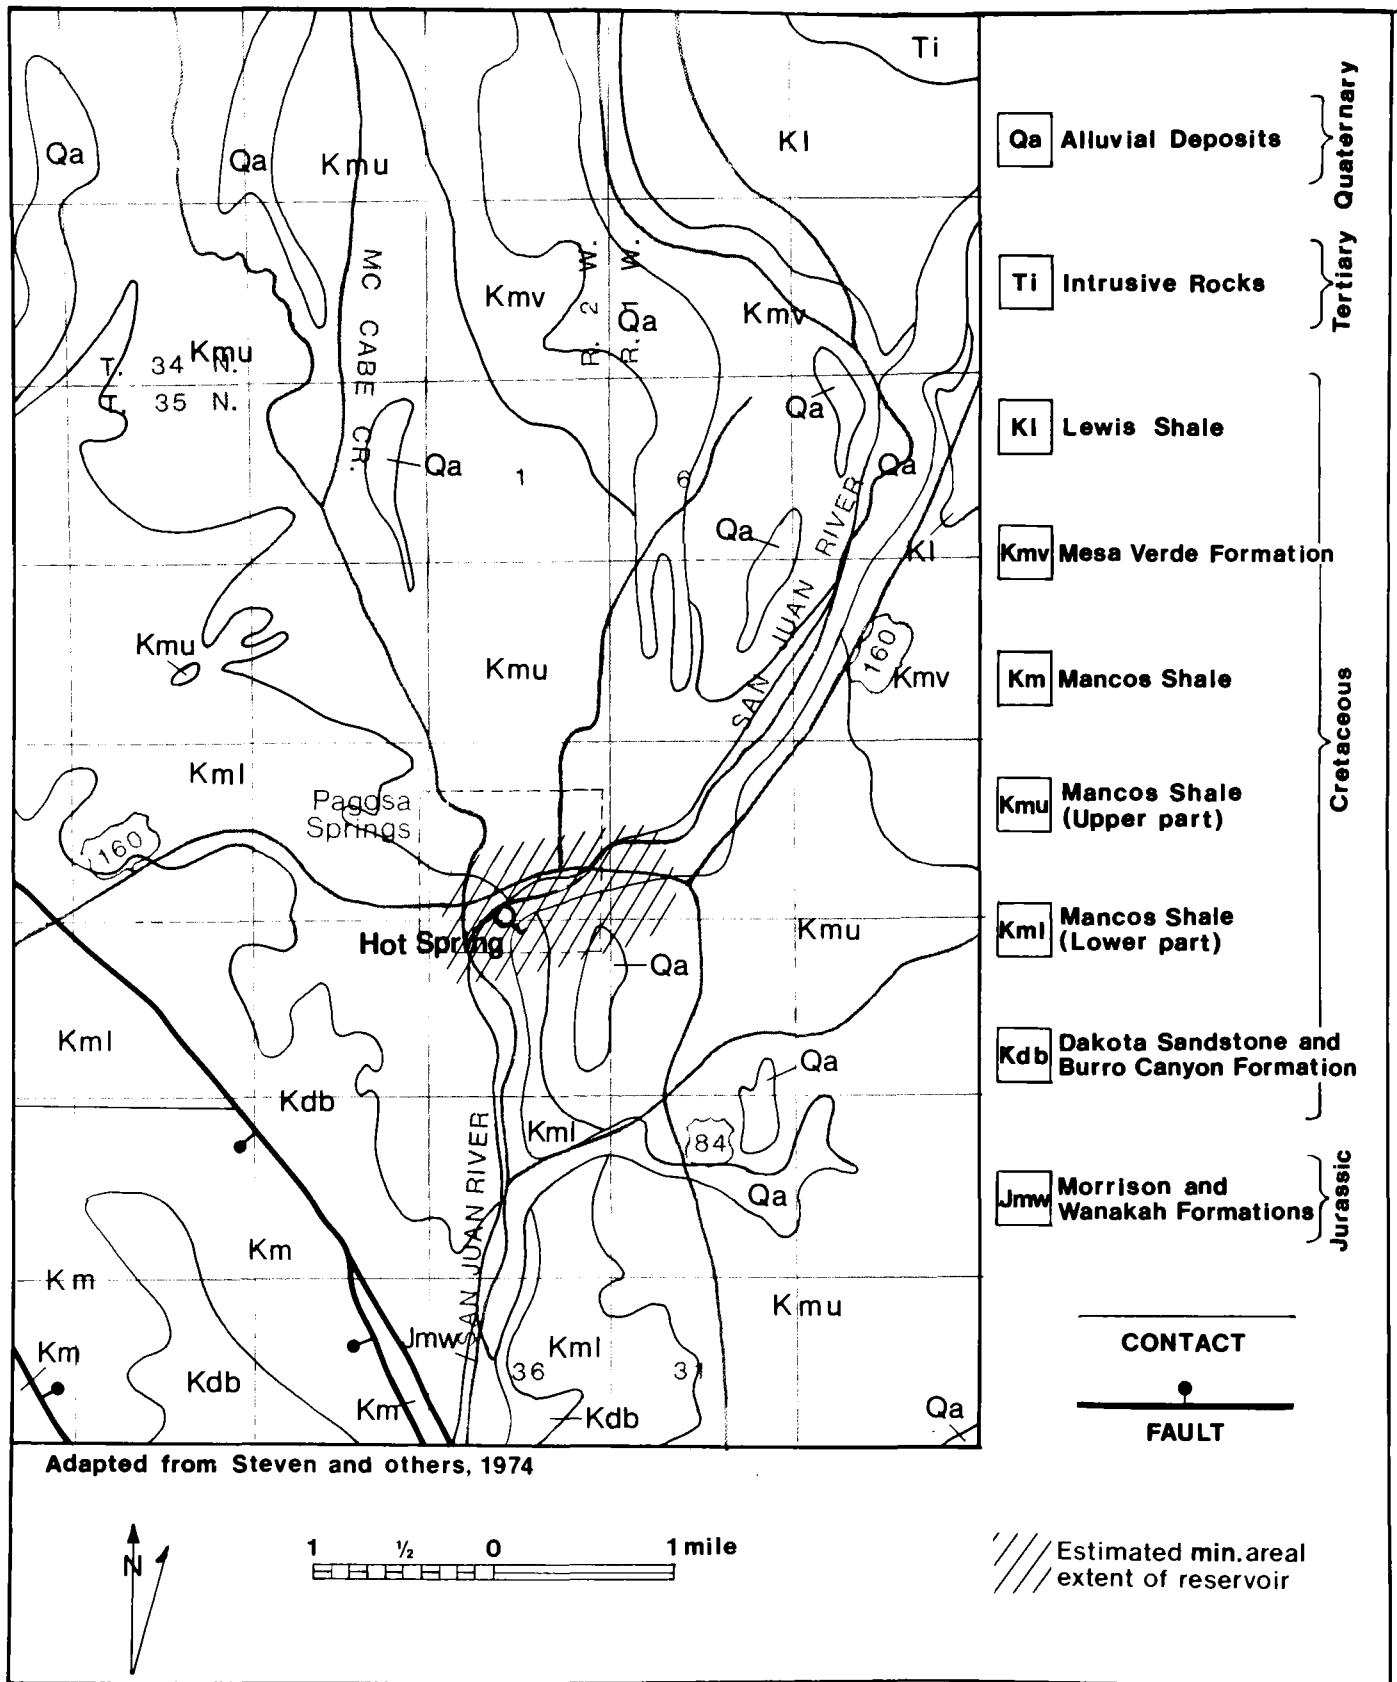 Ti
Kl
Qa
Qa
Kmu
MC CABE CR.
Kmv
R. 2 W.
R. 1 W.
Qa
Kmv
Kmu
T. 34 N.
T. 35 N.
Qa
Qa
1
6
Qa
Qa
Kl
SAN JUAN RIVER
160
Kmv
Kmu
Kmu
Kml
Pagosa
Springs
160
Hot Spring
Qa
Kmu
Kml
Kdb
Kml
Qa
84
Qa
SAN JUAN RIVER
Km
Km
Kmu
Jmw
Kml
36
31
Km
Kdb
Km
Kdb
Qa
Adapted from Steven and others, 1974
Qa Alluvial Deposits
Quaternary
Ti Intrusive Rocks
Tertiary
Kl Lewis Shale
Kmv Mesa Verde Formation
Km Mancos Shale
Kmu Mancos Shale
(Upper part)
Kml Mancos Shale
(Lower part)
Kdb Dakota Sandstone and
Burro Canyon Formation
Cretaceous
Jmw Morrison and
Wanakah Formations
Jurassic
CONTACT
FAULT
N
1 ½ 0 1 mile
Estimated min. areal
extent of reservoir